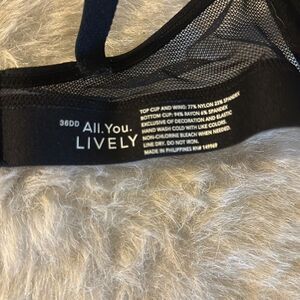 36DD All.You.
LIVELY
TOP CUP AND WING: 77% NYLON 23% SPANDEX
BOTTOM CUP: 94% RAYON 6% SPANDEX
EXCLUSIVE OF DECORATION AND ELASTIC
HAND WASH COLD WITH LIKE COLORS.
NON-CHLORINE BLEACH WHEN NEEDED.
LINE DRY. DO NOT IRON.
MADE IN PHILIPPINES RN# 149969